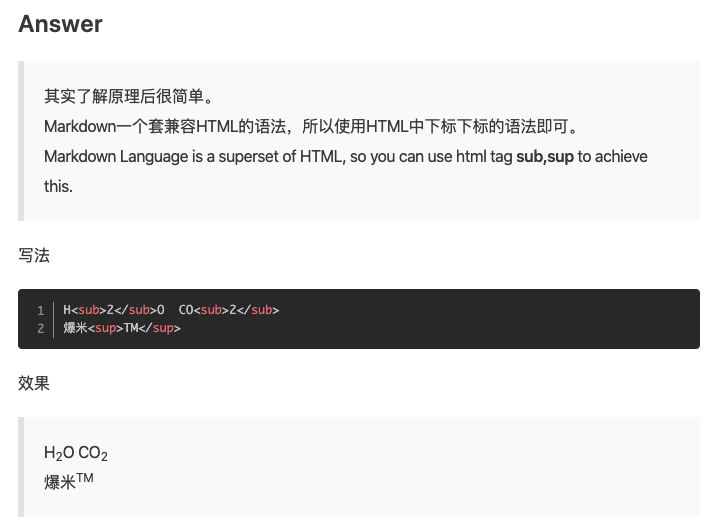 Answer
其实了解原理后很简单。
Markdown一个套兼容HTML的语法，所以使用HTML中下标下标的语法即可。
Markdown Language is a superset of HTML, so you can use html tag sub,sup to achieve
this.
写法
1 H<sub>2</sub>O  CO<sub>2</sub>
2 爆米<sup>TM</sup>
效果
H₂O CO₂
爆米™